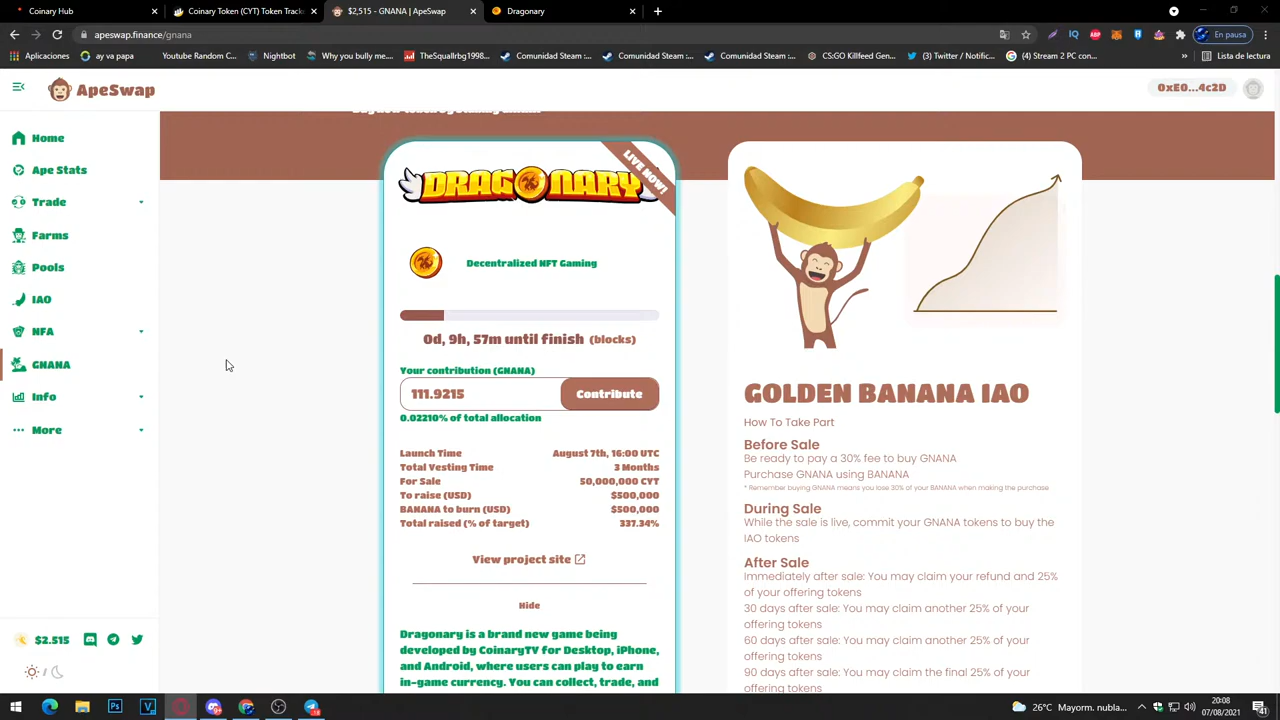 Coinary Hub
Coinary (CYT) Token Track
$2,515 - GNANA
Dragonary
apeswap.finance/gnana
En pausa
Aplicaciones
ay va papa
Youtube Random C...
Nightbot
Why you bully me....
TheSquallrbg1998...
Comunidad Steam :...
Comunidad Steam :...
Comunidad Steam :...
CS:GO Killfeed Gener...
(3) Twitter / Notific...
(4) Stream 2 PC con...
»
Lista de lectura
ApeSwap
0xE0...4c2D
Home
Ape Stats
Trade
Farms
Pools
IAO
NFA
GNANA
Info
More
$2.515
/
LIVE NOW!
DRAGONARY
Decentralized NFT Gaming
0d, 9h, 57m until finish (blocks)
Your contribution (GNANA)
111.9215
Contribute
0.02210% of total allocation
Launch Time August 7th, 16:00 UTC
Total Vesting Time 3 Months
For Sale 50,000,000 CYT
To raise (USD) $500,000
BANANA to burn (USD) $500,000
Total raised (% of target) 337.34%
View project site
Hide
Dragonary is a brand new game being
developed by CoinaryTV for Desktop, iPhone,
and Android, where users can play to earn
in-game currency. You can collect, trade, and
GOLDEN BANANA IAO
How To Take Part
Before Sale
Be ready to pay a 30% fee to buy GNANA
Purchase GNANA using BANANA
* Remember buying GNANA means you lose 30% of your BANANA when making the purchase
During Sale
While the sale is live, commit your GNANA tokens to buy the
IAO tokens
After Sale
Immediately after sale: You may claim your refund and 25%
of your offering tokens
30 days after sale: You may claim another 25% of your
offering tokens
60 days after sale: You may claim another 25% of your
offering tokens
90 days after sale: You may claim the final 25% of your
offering tokens
26°C Mayorm. nubla...
20:08
07/08/2021